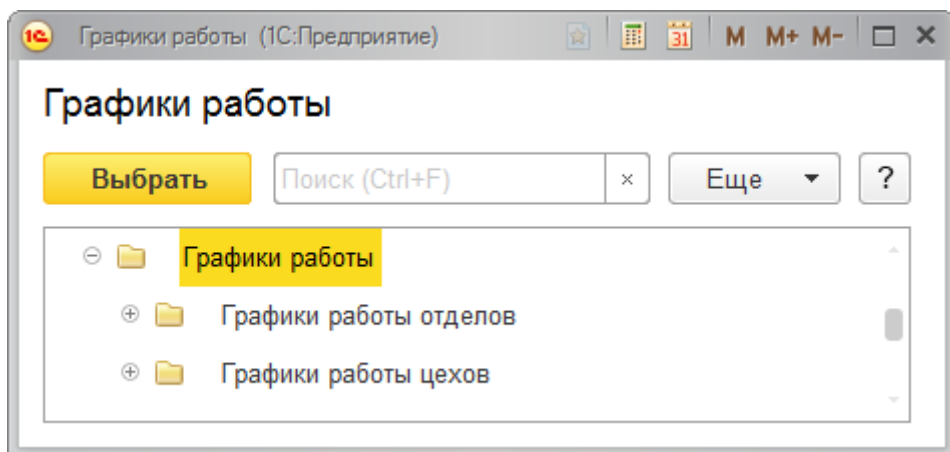 1С Графики работы (1С:Предприятие) 31 M M+ M-
Графики работы
Выбрать Поиск (Ctrl+F) × Еще ?
Графики работы
Графики работы отделов
Графики работы цехов